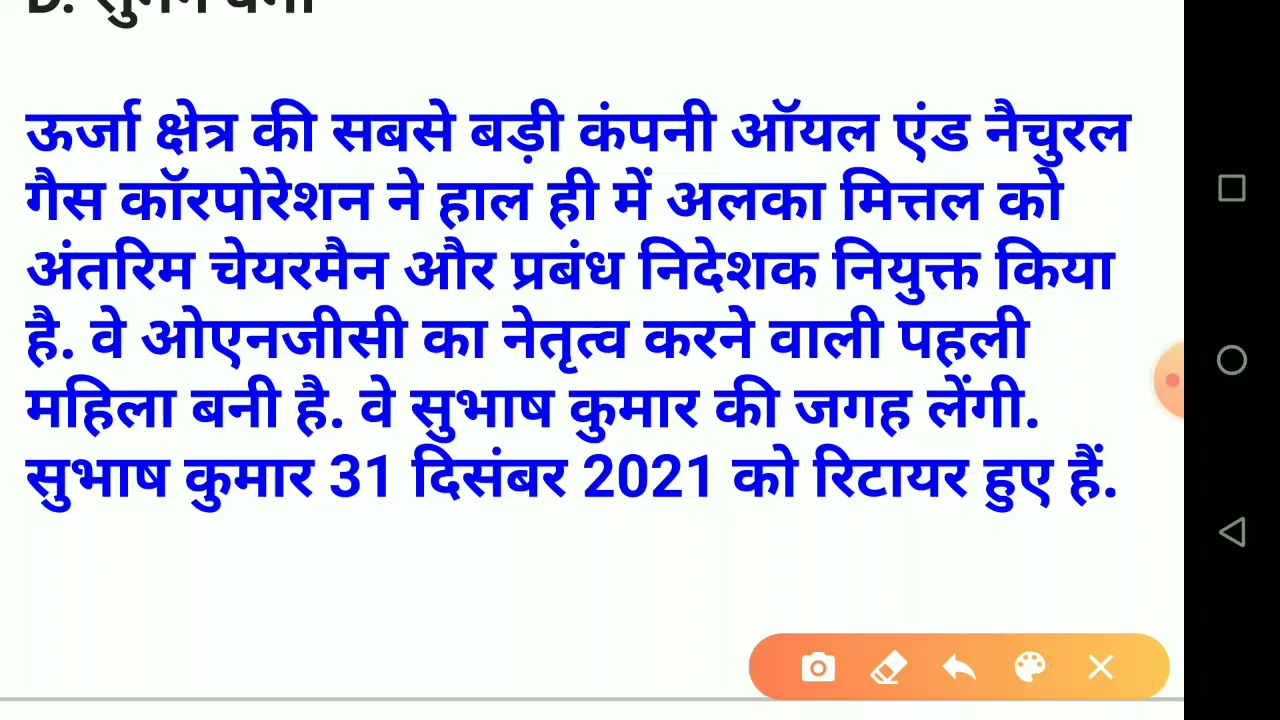 ऊर्जा क्षेत्र की सबसे बड़ी कंपनी ऑयल एंड नैचुरल
गैस कॉरपोरेशन ने हाल ही में अलका मित्तल को
अंतरिम चेयरमैन और प्रबंध निदेशक नियुक्त किया
है. वे ओएनजीसी का नेतृत्व करने वाली पहली
महिला बनी है. वे सुभाष कुमार की जगह लेंगी.
सुभाष कुमार 31 दिसंबर 2021 को रिटायर हुए हैं.